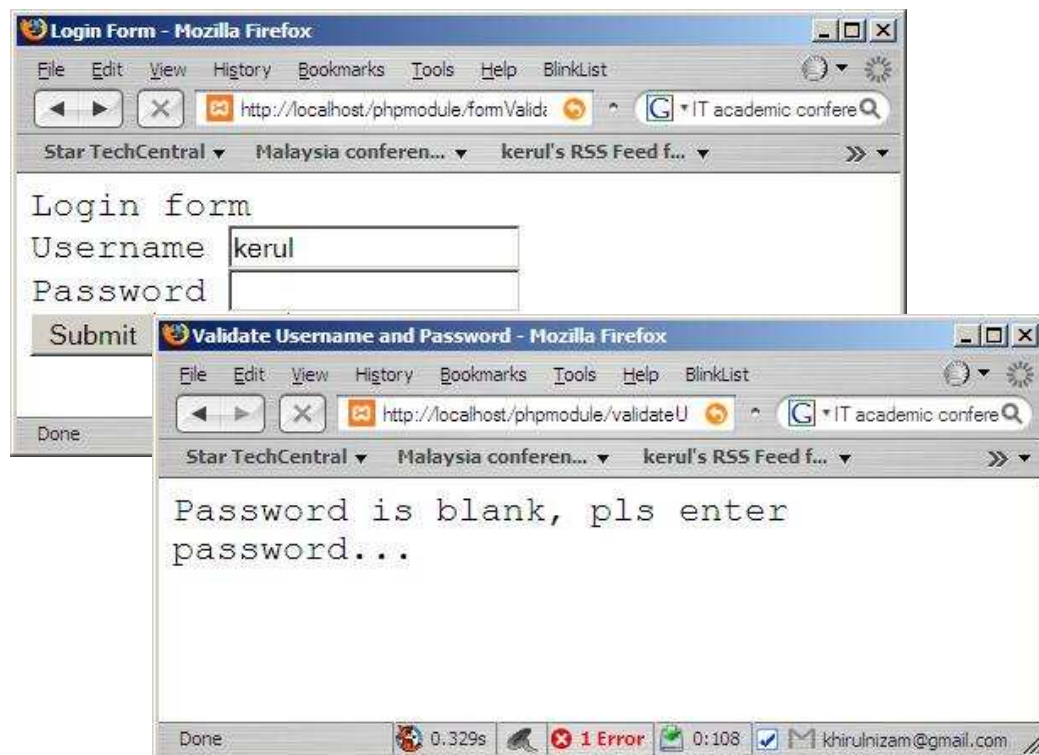 Login Form - Mozilla Firefox
File Edit View History Bookmarks Tools Help BlinkList
http://localhost/phpmodule/formValida
G IT academic confere
Star TechCentral Malaysia conferen... kerul's RSS Feed f...
Login form
Username kerul
Password
Submit
Done
Validate Username and Password - Mozilla Firefox
File Edit View History Bookmarks Tools Help BlinkList
http://localhost/phpmodule/validateU
G IT academic confere
Star TechCentral Malaysia conferen... kerul's RSS Feed f...
Password is blank, pls enter
password...
Done 0.329s 1 Error 0:108 khirulnizam@gmail.com